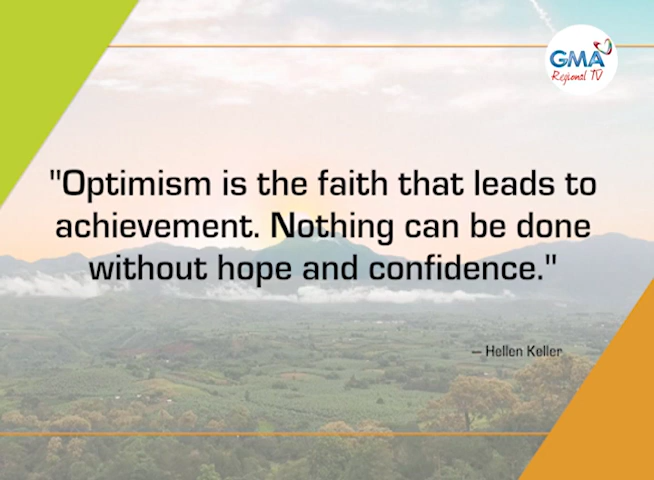 GMA
Regional TV
"Optimism is the faith that leads to
achievement. Nothing can be done
without hope and confidence."
– Hellen Keller